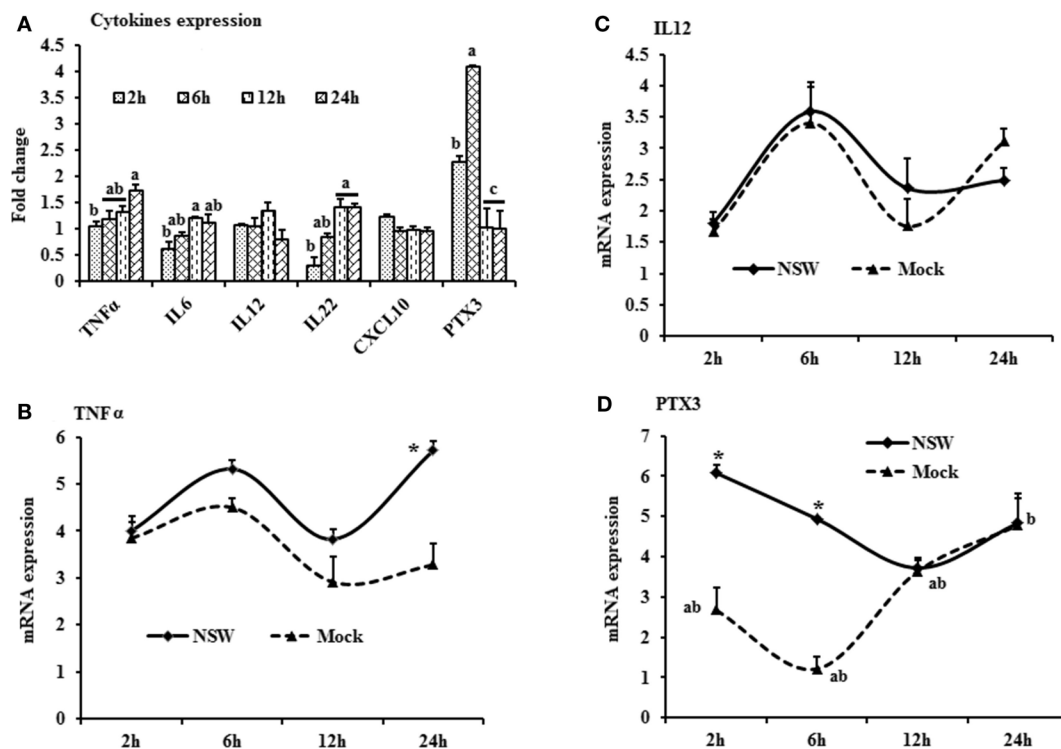 A
Cytokines expression
Fold change
4.5
4
3.5
3
2.5
2
1.5
1
0.5
0
2h 6h 12h 24h
b ab a
b ab a ab
b ab a
b a c
TNFα IL6 IL12 IL22 CXCL10 PTX3
B
TNFα
mRNA expression
6
5
4
3
2
1
0
*
NSW Mock
2h 6h 12h 24h
C
IL12
mRNA expression
4.5
4
3.5
3
2.5
2
1.5
1
0.5
0
NSW Mock
2h 6h 12h 24h
D
PTX3
mRNA expression
7
6
5
4
3
2
1
0
NSW
Mock
* *
ab ab ab b
2h 6h 12h 24h